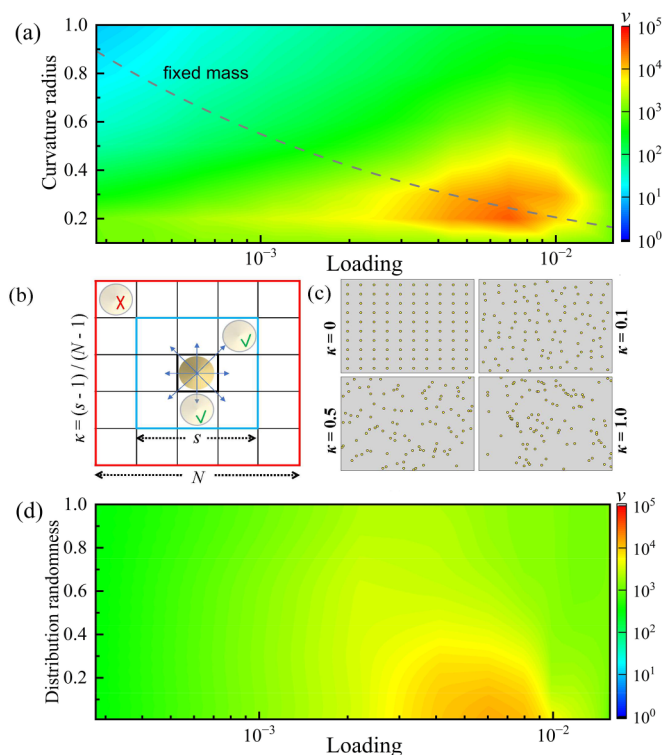 (a)
ν
1.0
0.8
0.6
0.4
0.2
Curvature radius
fixed mass
10⁵
10⁴
10³
10²
10¹
10⁰
10⁻³
10⁻²
Loading
(b)
κ = (s - 1) / (N - 1)
X
s
N
(c)
κ = 0
κ = 0.1
κ = 0.5
κ = 1.0
(d)
ν
1.0
0.8
0.6
0.4
0.2
Distribution randomness
10⁵
10⁴
10³
10²
10¹
10⁰
10⁻³
10⁻²
Loading